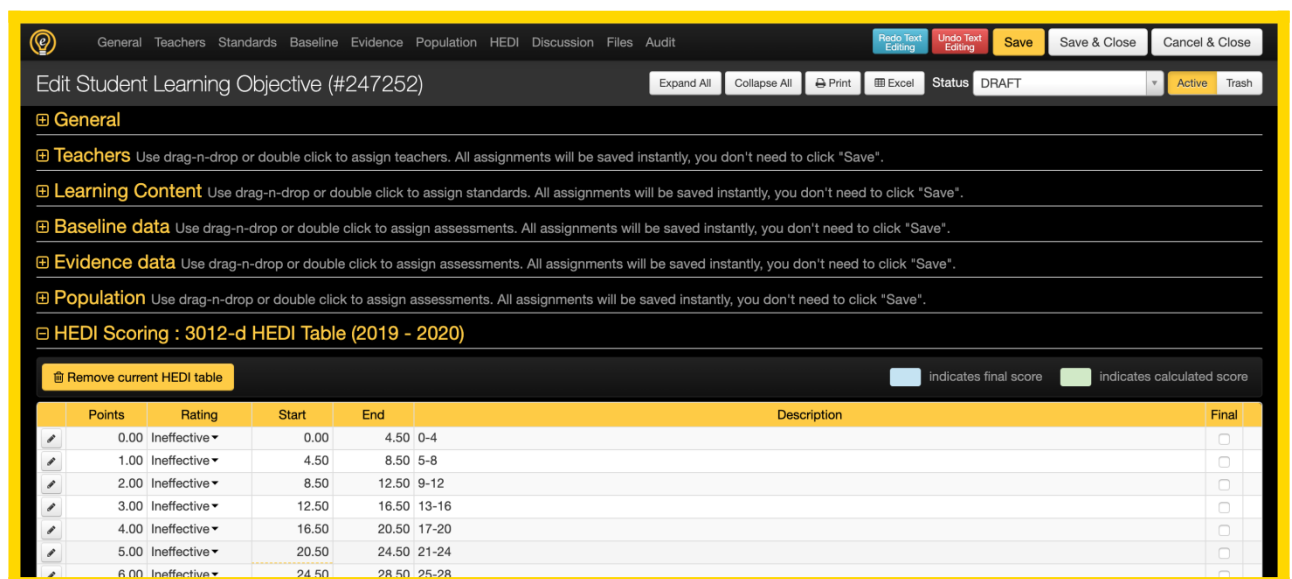 e General Teachers Standards Baseline Evidence Population HEDI Discussion Files Audit Redo Text Editing Undo Text Editing Save Save & Close Cancel & Close
Edit Student Learning Objective (#247252) Expand All Collapse All Print Excel Status DRAFT Active Trash
General
Teachers Use drag-n-drop or double click to assign teachers. All assignments will be saved instantly, you don't need to click "Save".
Learning Content Use drag-n-drop or double click to assign standards. All assignments will be saved instantly, you don't need to click "Save".
Baseline data Use drag-n-drop or double click to assign assessments. All assignments will be saved instantly, you don't need to click "Save".
Evidence data Use drag-n-drop or double click to assign assessments. All assignments will be saved instantly, you don't need to click "Save".
Population Use drag-n-drop or double click to assign assessments. All assignments will be saved instantly, you don't need to click "Save".
HEDI Scoring : 3012-d HEDI Table (2019 - 2020)
Remove current HEDI table indicates final score indicates calculated score
Points Rating Start End Description Final
0.00 Ineffective 0.00 4.50 0-4
1.00 Ineffective 4.50 8.50 5-8
2.00 Ineffective 8.50 12.50 9-12
3.00 Ineffective 12.50 16.50 13-16
4.00 Ineffective 16.50 20.50 17-20
5.00 Ineffective 20.50 24.50 21-24
6.00 Ineffective 24.50 28.50 25-28